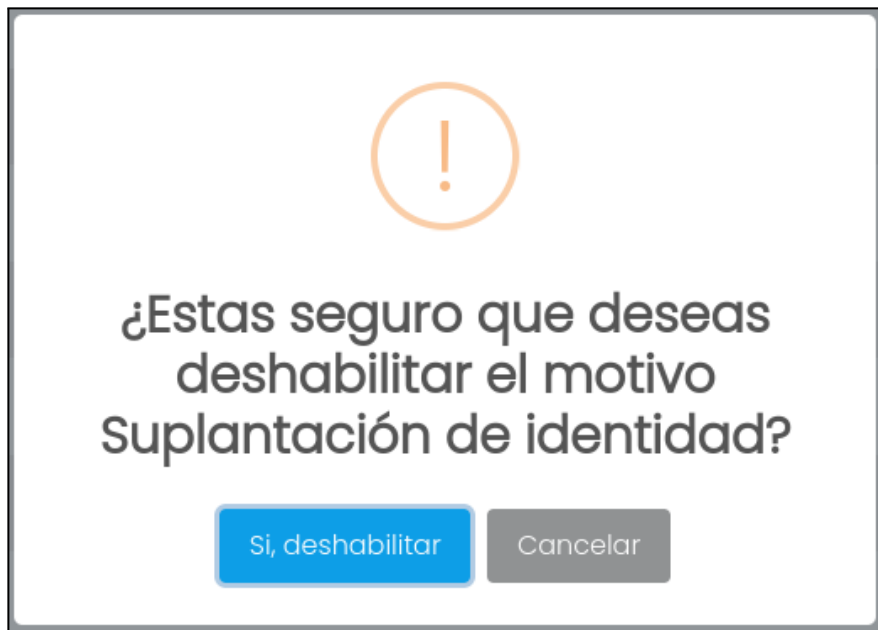 ¿Estas seguro que deseas
deshabilitar el motivo
Suplantación de identidad?
Si, deshabilitar
Cancelar